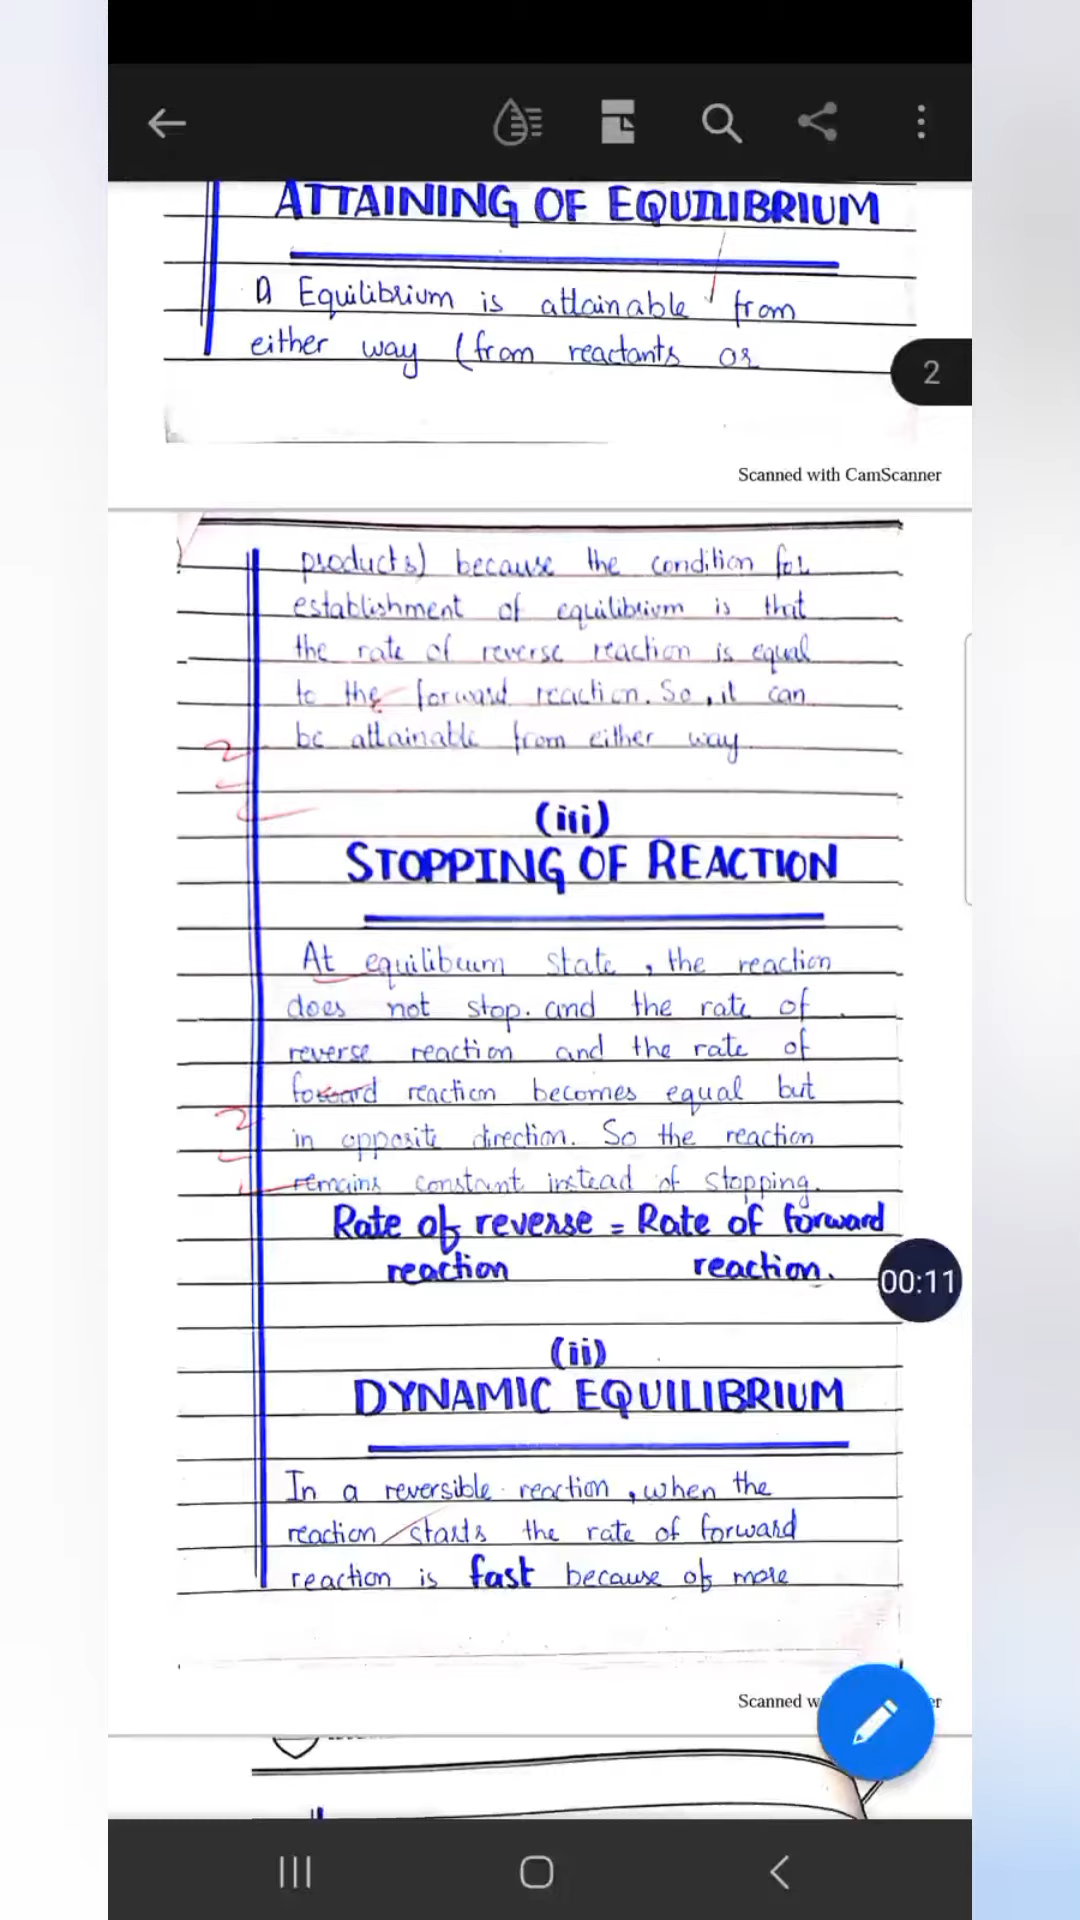 ATTAINING OF EQUILIBRIUM
Equilibrium is attainable from
either way (from reactants or
2
Scanned with CamScanner
products) because the condition for
establishment of equilibrium is that
the rate of reverse reaction is equal
to the forward reaction. So, it can
be attainable from either way
2
(iii)
STOPPING OF REACTION
At equilibrium state, the reaction
does not stop. and the rate of
reverse reaction and the rate of
forward reaction becomes equal but
2
in opposite direction. So the reaction
remains constant instead of stopping.
Rate of reverse = Rate of forward
reaction reaction.
00:11
(ii)
DYNAMIC EQUILIBRIUM
In a reversible reaction, when the
reaction starts the rate of forward
reaction is fast because of more
Scanned